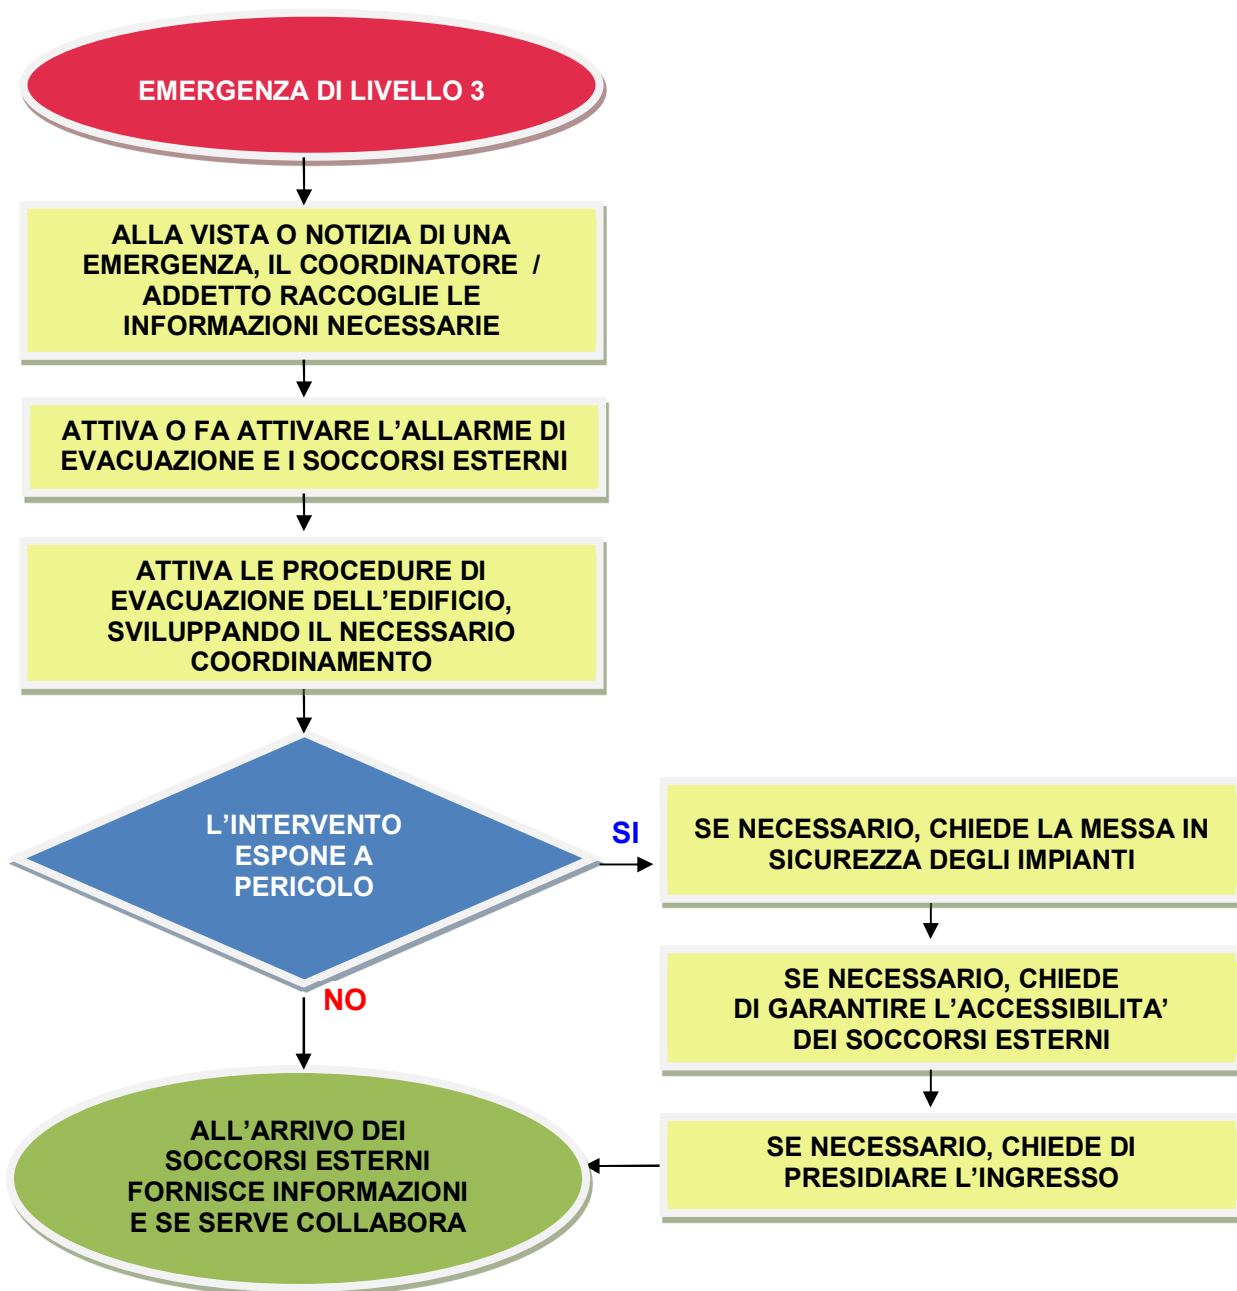 EMERGENZA DI LIVELLO 3
ALLA VISTA O NOTIZIA DI UNA
EMERGENZA, IL COORDINATORE /
ADDETTO RACCOGLIE LE
INFORMAZIONI NECESSARIE
ATTIVA O FA ATTIVARE L’ALLARME DI
EVACUAZIONE E I SOCCORSI ESTERNI
ATTIVA LE PROCEDURE DI
EVACUAZIONE DELL’EDIFICIO,
SVILUPPANDO IL NECESSARIO
COORDINAMENTO
L’INTERVENTO
ESPONE A
PERICOLO
SI
SE NECESSARIO, CHIEDE LA MESSA IN
SICUREZZA DEGLI IMPIANTI
SE NECESSARIO, CHIEDE
DI GARANTIRE L’ACCESSIBILITA’
DEI SOCCORSI ESTERNI
SE NECESSARIO, CHIEDE DI
PRESIDIARE L’INGRESSO
NO
ALL’ARRIVO DEI
SOCCORSI ESTERNI
FORNISCE INFORMAZIONI
E SE SERVE COLLABORA